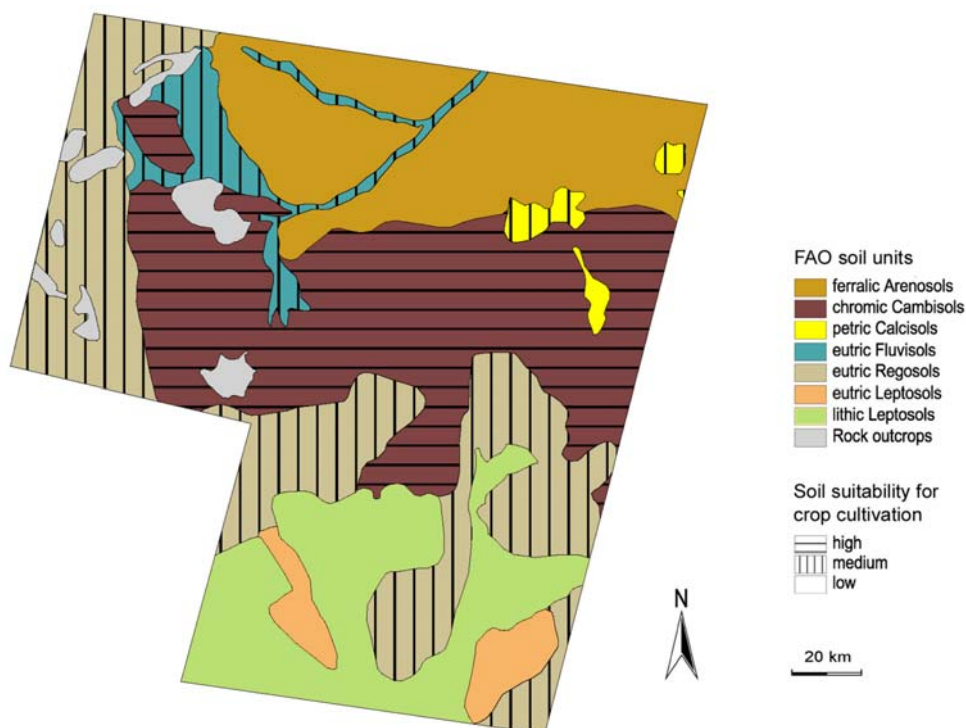 FAO soil units
ferralic Arenosols
chromic Cambisols
petric Calcisols
eutric Fluvisols
eutric Regosols
eutric Leptosols
lithic Leptosols
Rock outcrops
Soil suitability for
crop cultivation
high
medium
low
N
20 km